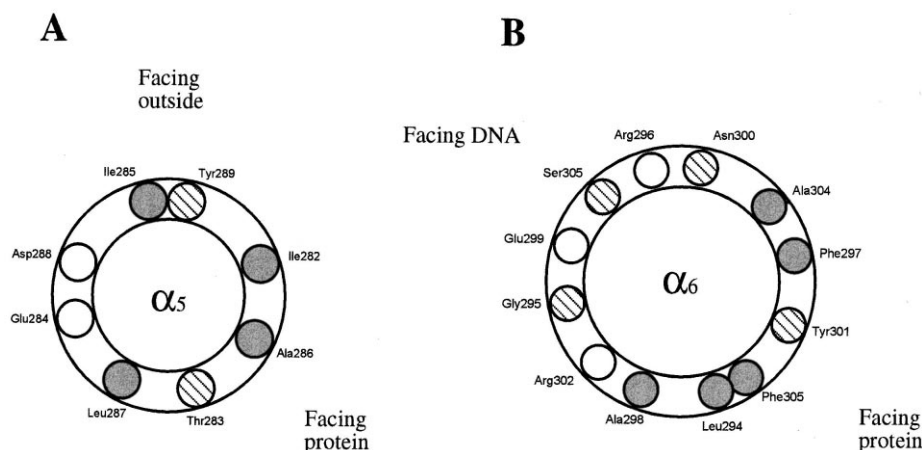 A
Facing
outside
Ile285
Tyr289
Asp288
Ile282
Glu284
α5
Ala286
Leu287
Thr283
Facing
protein
B
Facing DNA
Arg296
Asn300
Ser305
Ala304
Glu299
Phe297
Gly295
α6
Tyr301
Arg302
Phe305
Ala298
Leu294
Facing
protein